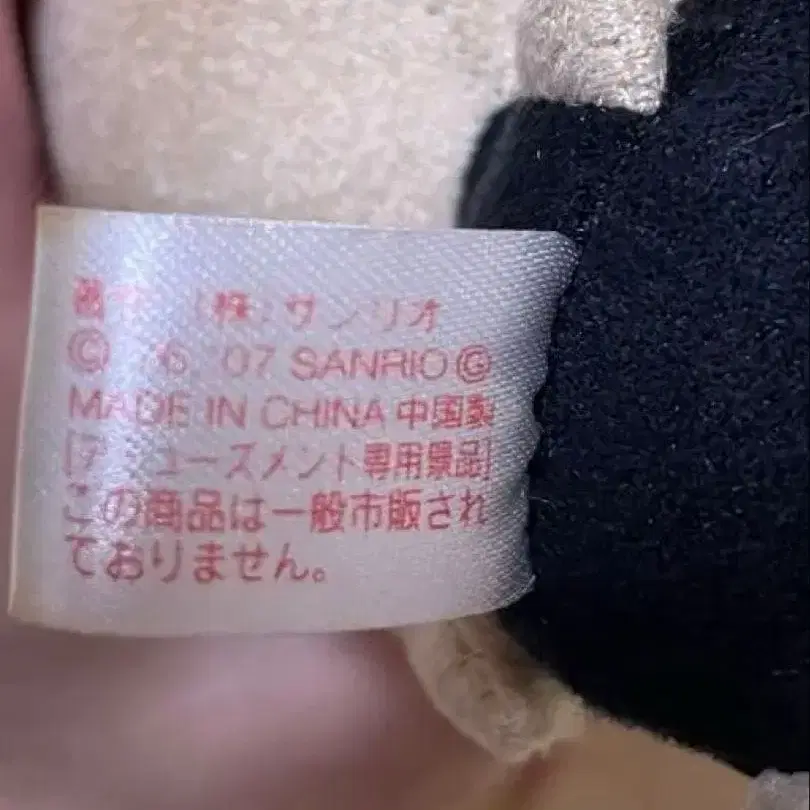 著作 (株)サンリオ
© '76, '07 SANRIO Ⓖ
MADE IN CHINA 中国製
[アミューズメント専用景品]
この商品は一般市販され
ておりません。